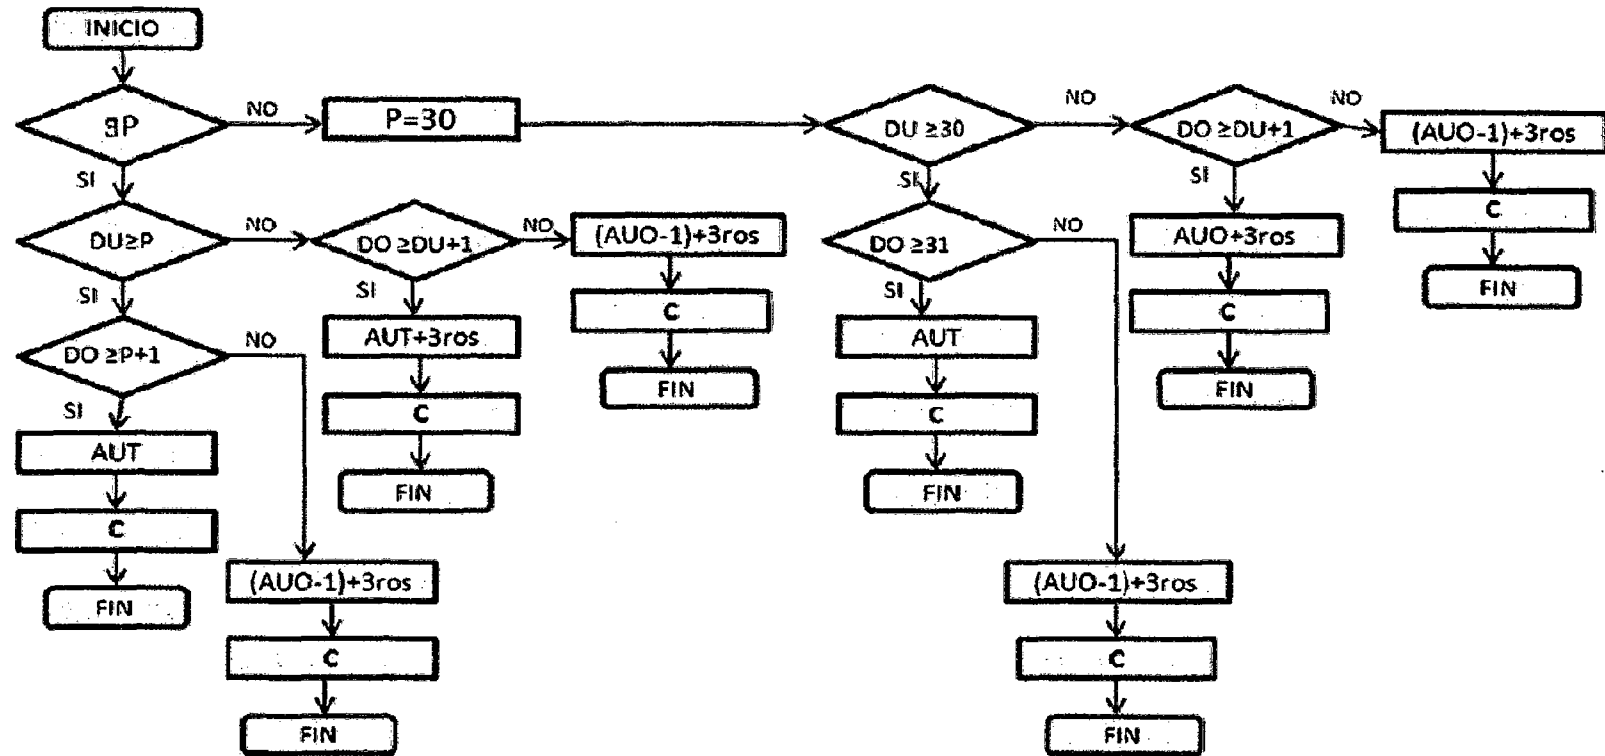 INICIO
∃P
NO
P=30
DU ≥30
NO
DO ≥DU+1
NO
(AUO-1)+3ros
SI
SI
SI
C
DU≥P
NO
DO ≥DU+1
NO
(AUO-1)+3ros
DO ≥31
NO
AUO+3ros
FIN
SI
SI
SI
C
C
DO ≥P+1
NO
AUT+3ros
AUT
FIN
FIN
SI
C
C
AUT
FIN
FIN
C
(AUO-1)+3ros
(AUO-1)+3ros
FIN
C
C
FIN
FIN